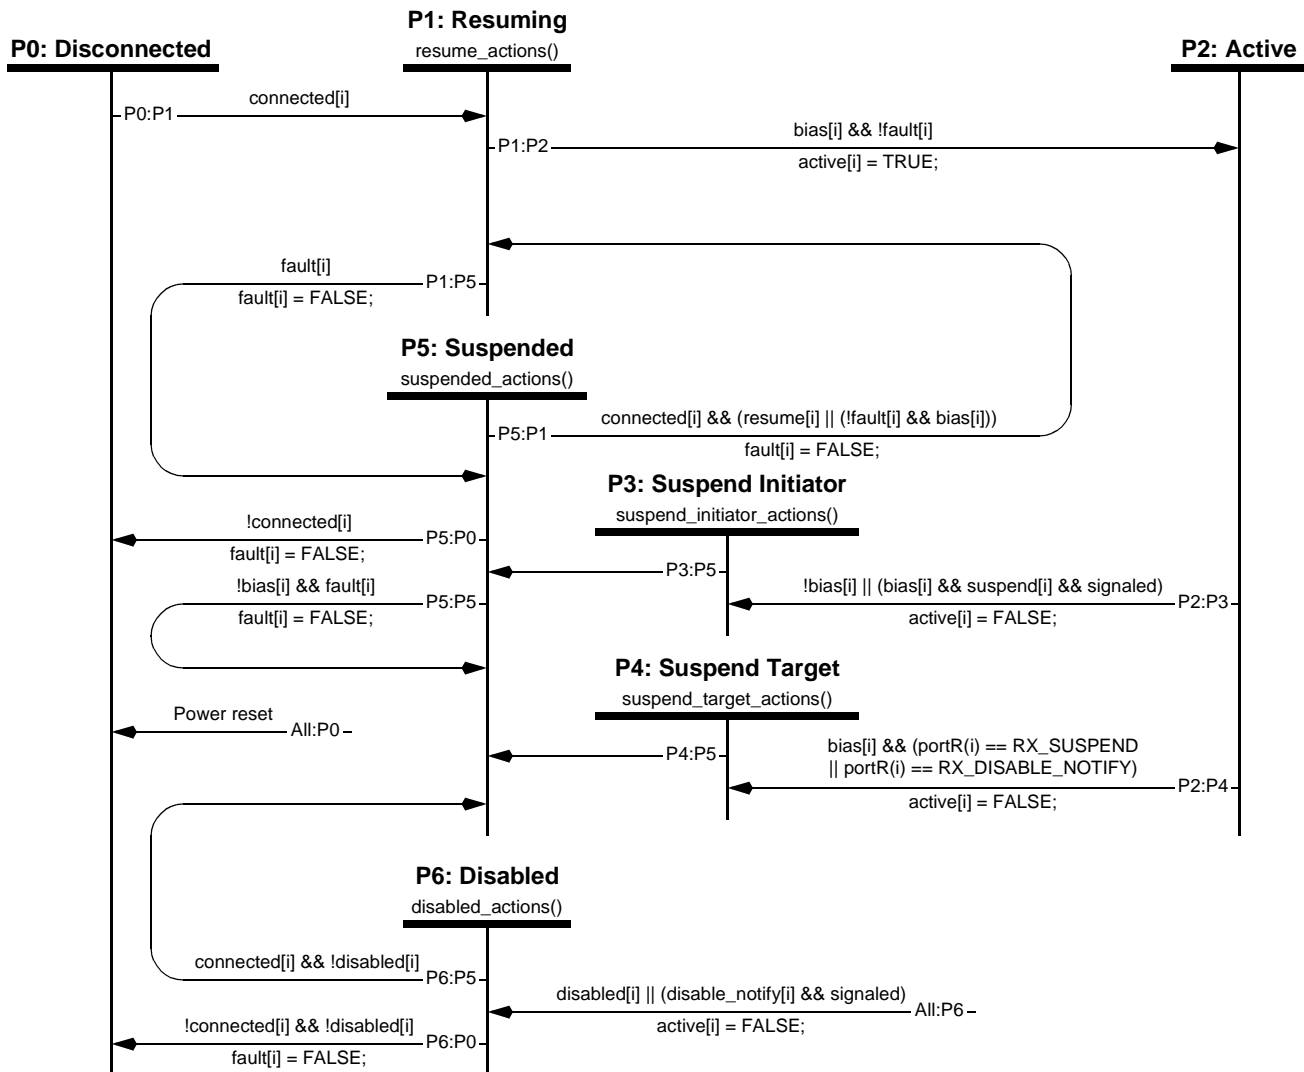 P1: Resuming
resume_actions()
P0: Disconnected
P2: Active
connected[i]
P0:P1
bias[i] && !fault[i]
P1:P2
active[i] = TRUE;
fault[i]
P1:P5
fault[i] = FALSE;
P5: Suspended
suspended_actions()
connected[i] && (resume[i] || (!fault[i] && bias[i]))
P5:P1
fault[i] = FALSE;
P3: Suspend Initiator
suspend_initiator_actions()
!connected[i]
P5:P0
fault[i] = FALSE;
P3:P5
!bias[i] && fault[i]
P5:P5
fault[i] = FALSE;
!bias[i] || (bias[i] && suspend[i] && signaled)
P2:P3
active[i] = FALSE;
P4: Suspend Target
suspend_target_actions()
Power reset
All:P0
P4:P5
bias[i] && (portR(i) == RX_SUSPEND
|| portR(i) == RX_DISABLE_NOTIFY)
P2:P4
active[i] = FALSE;
P6: Disabled
disabled_actions()
connected[i] && !disabled[i]
P6:P5
disabled[i] || (disable_notify[i] && signaled)
All:P6
active[i] = FALSE;
!connected[i] && !disabled[i]
P6:P0
fault[i] = FALSE;